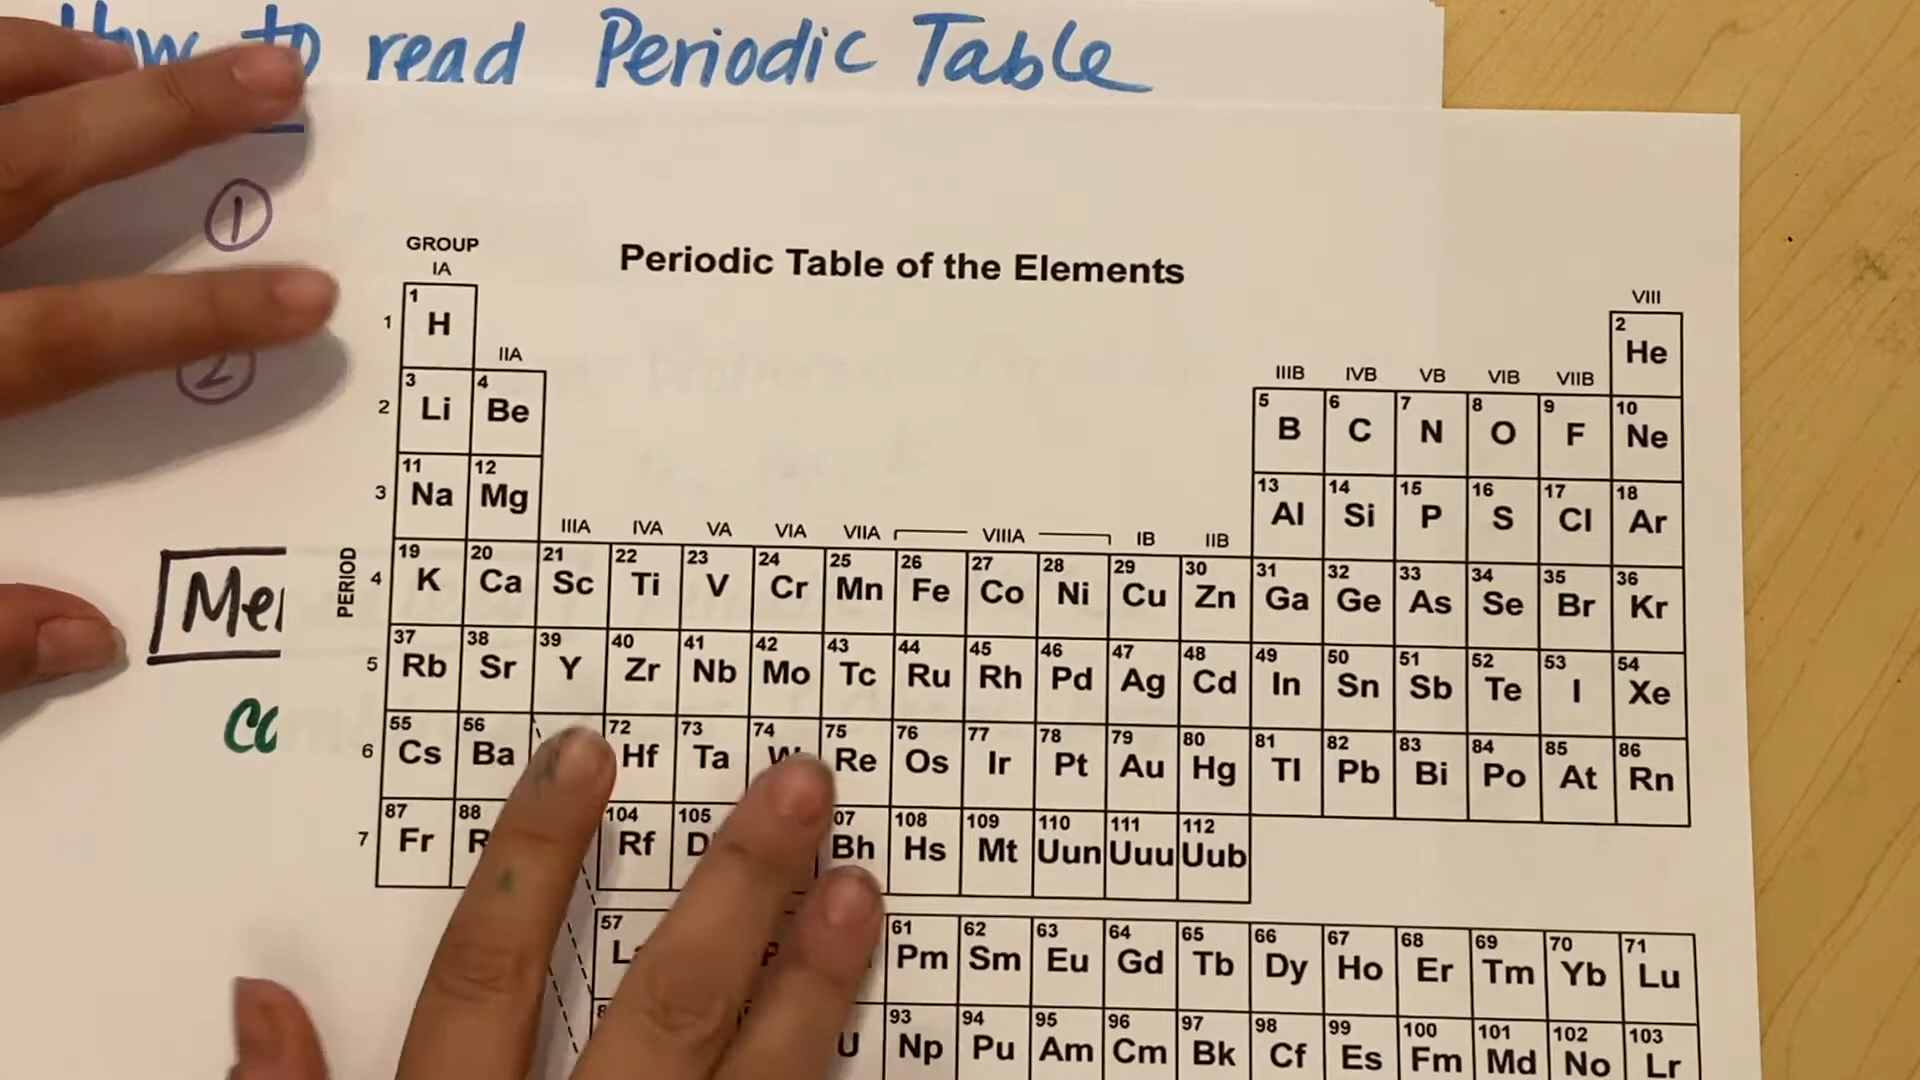 to read Periodic Table
①
②
GROUP
IA
Periodic Table of the Elements
VIII
1 H
2 He
1
IIA
IIIB IVB VB VIB VIIB
3 Li 4 Be 5 B 6 C 7 N 8 O 9 F 10 Ne
2
11 Na 12 Mg 13 Al 14 Si 15 P 16 S 17 Cl 18 Ar
3
IIIA IVA VA VIA VIIA VIIIA IB IIB
PERIOD
4
19 K 20 Ca 21 Sc 22 Ti 23 V 24 Cr 25 Mn 26 Fe 27 Co 28 Ni 29 Cu 30 Zn 31 Ga 32 Ge 33 As 34 Se 35 Br 36 Kr
5
37 Rb 38 Sr 39 Y 40 Zr 41 Nb 42 Mo 43 Tc 44 Ru 45 Rh 46 Pd 47 Ag 48 Cd 49 In 50 Sn 51 Sb 52 Te 53 I 54 Xe
6
55 Cs 56 Ba 72 Hf 73 Ta 74 W 75 Re 76 Os 77 Ir 78 Pt 79 Au 80 Hg 81 Tl 82 Pb 83 Bi 84 Po 85 At 86 Rn
7
87 Fr 88 104 Rf 105 Bh 108 Hs 109 Mt 110 Uun 111 Uuu 112 Uub
57 61 Pm 62 Sm 63 Eu 64 Gd 65 Tb 66 Dy 67 Ho 68 Er 69 Tm 70 Yb 71 Lu
U 93 Np 94 Pu 95 Am 96 Cm 97 Bk 98 Cf 99 Es 100 Fm 101 Md 102 No 103 Lr